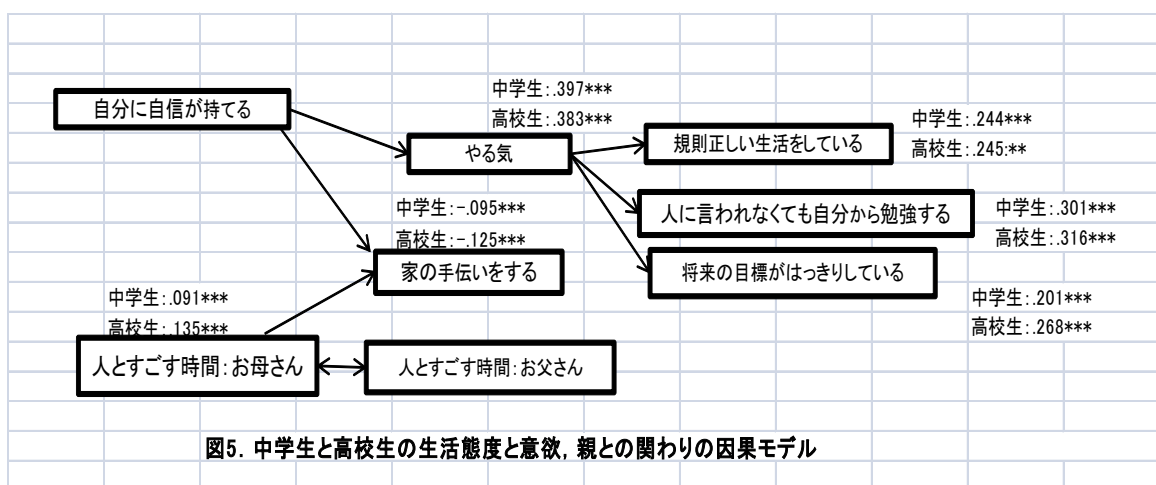 中学生:.397***
高校生:.383***
自分に自信が持てる
やる気
規則正しい生活をしている
中学生:.244***
高校生:.245:**
中学生:-.095***
高校生:-.125***
人に言われなくても自分から勉強する
中学生:.301***
高校生:.316***
家の手伝いをする
将来の目標がはっきりしている
中学生:.091***
高校生:.135***
中学生:.201***
高校生:.268***
人とすごす時間:お母さん
人とすごす時間:お父さん
図5. 中学生と高校生の生活態度と意欲, 親との関わりの因果モデル